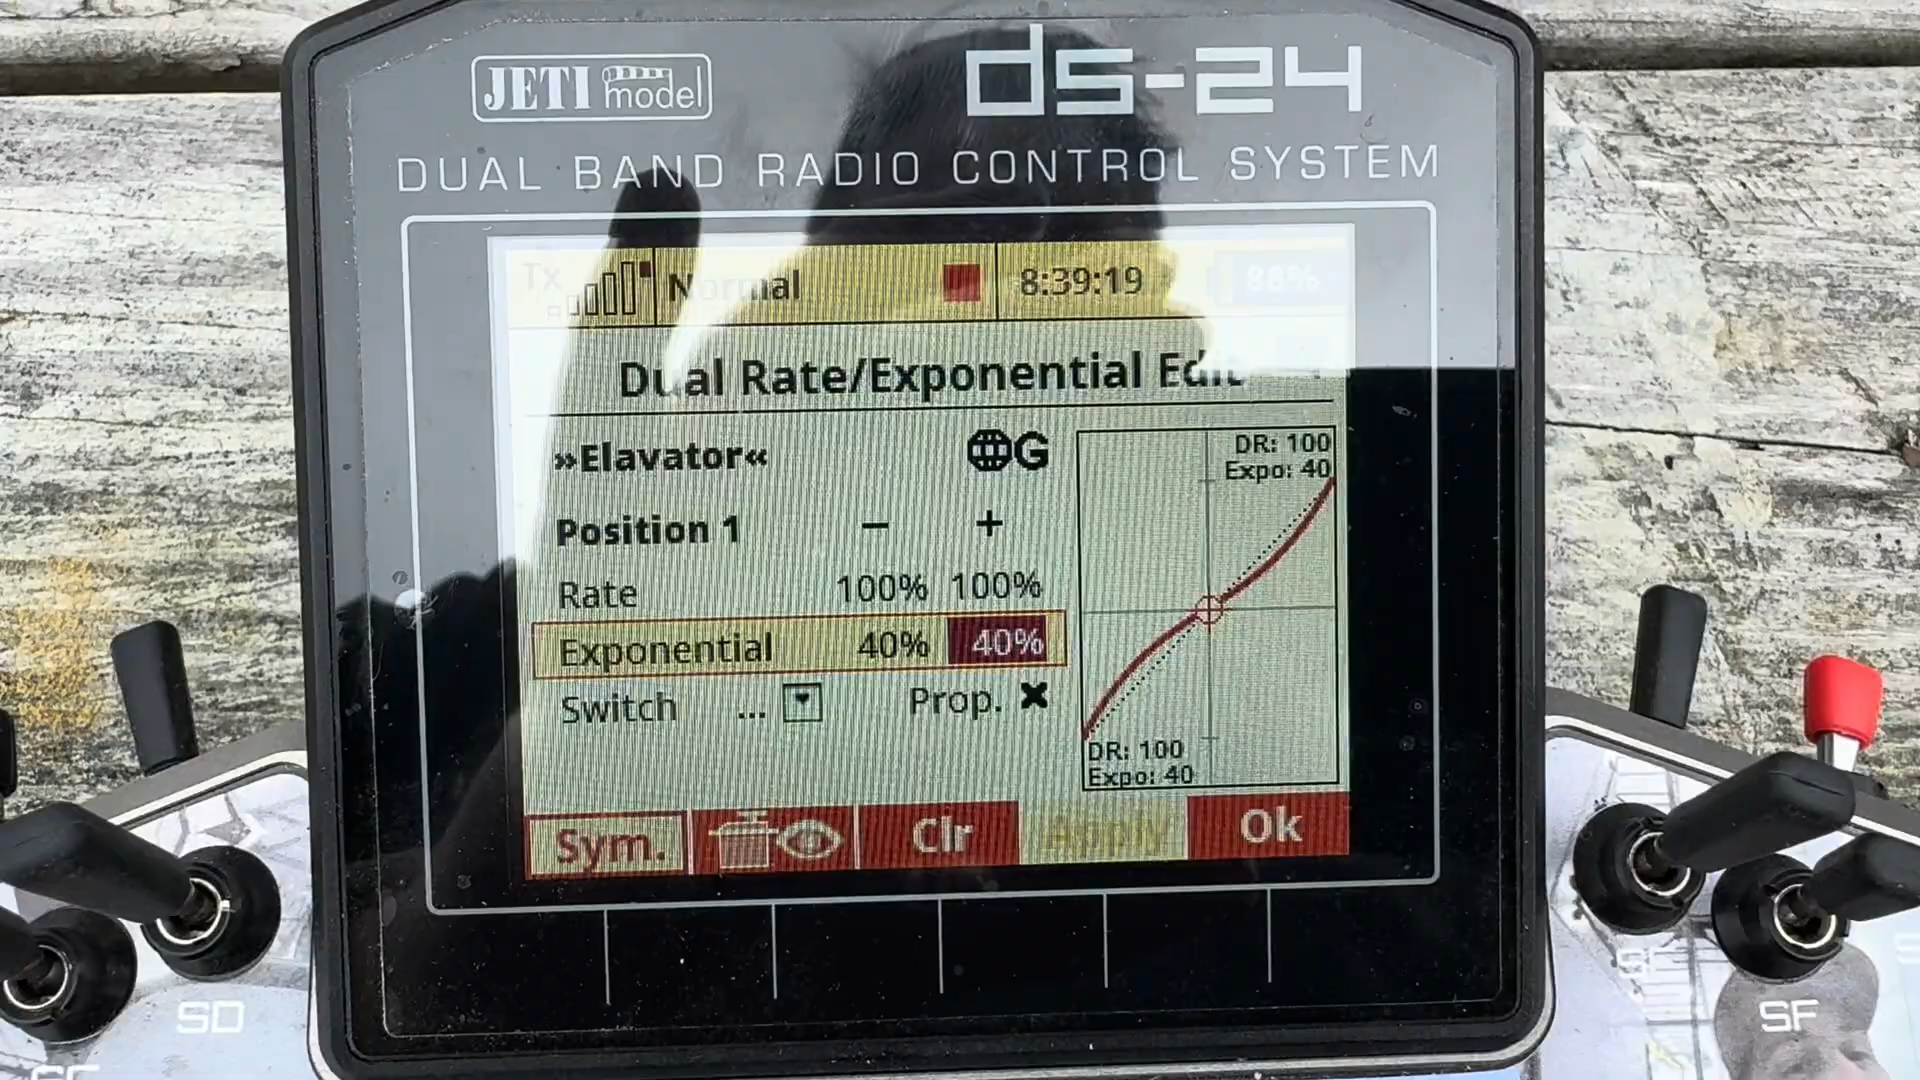 JETI model
ds-24
DUAL BAND RADIO CONTROL SYSTEM
Tx Normal 8:39:19 88%
Dual Rate/Exponential Edit
»Elavator« G
Position 1 − +
Rate 100% 100%
Exponential 40% 40%
Switch ... Prop. ✖
DR: 100
Expo: 40
DR: 100
Expo: 40
Sym. Clr Apply Ok
SD
SF